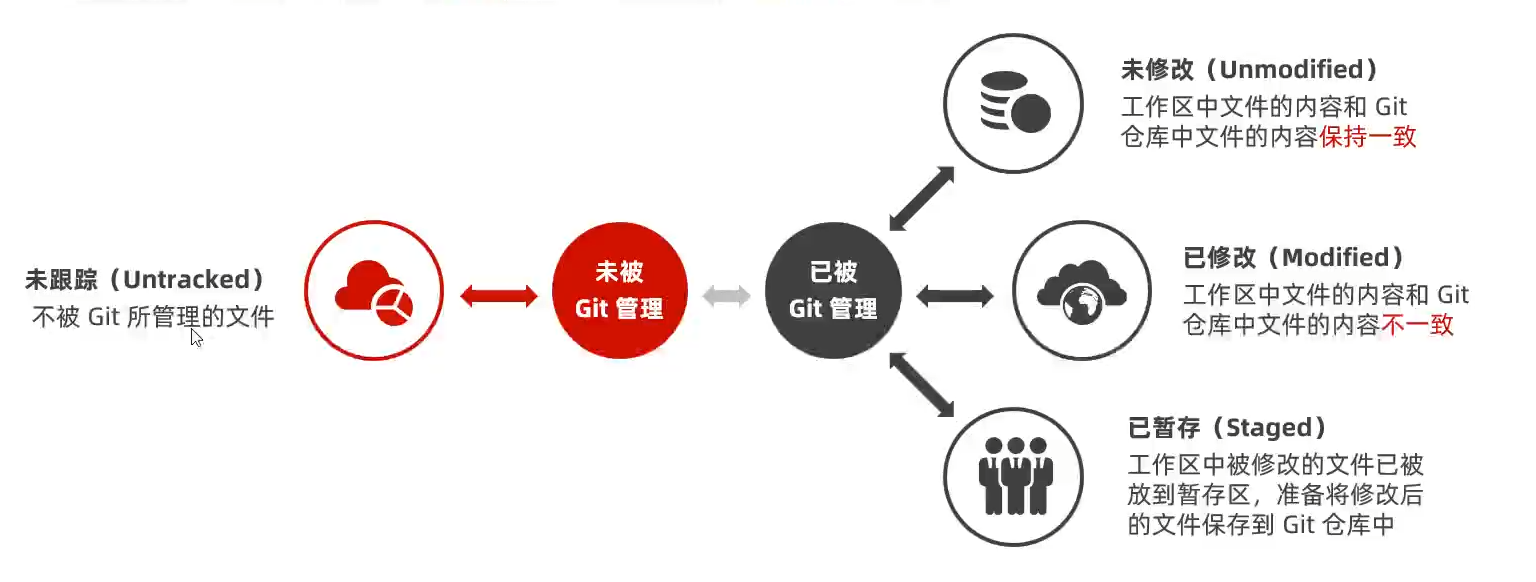 未跟踪（Untracked）
不被 Git 所管理的文件
未被
Git 管理
已被
Git 管理
未修改（Unmodified）
工作区中文件的内容和 Git
仓库中文件的内容保持一致
已修改（Modified）
工作区中文件的内容和 Git
仓库中文件的内容不一致
已暂存（Staged）
工作区中被修改的文件已被
放到暂存区，准备将修改后
的文件保存到 Git 仓库中